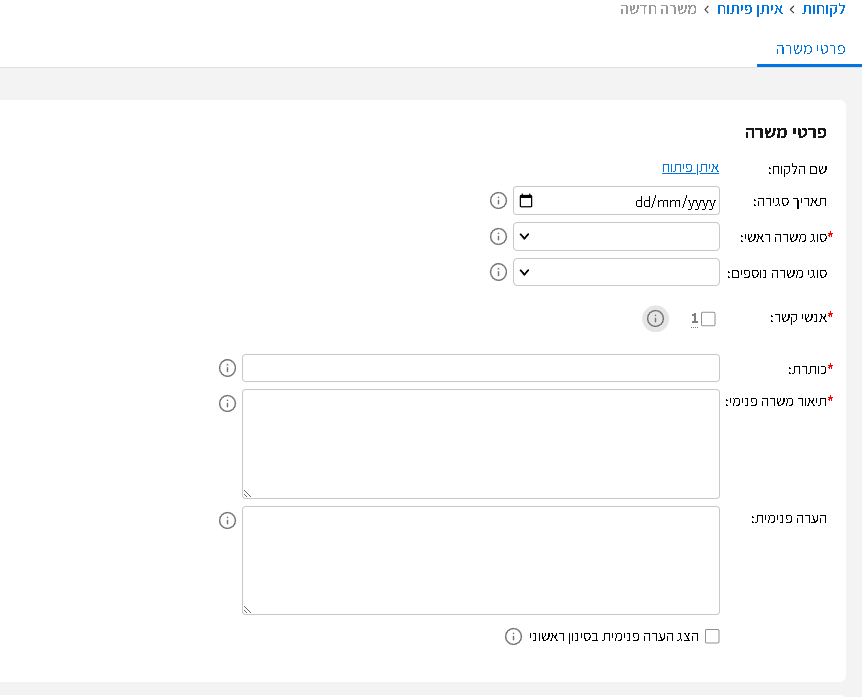 לקוחות › איתן פיתוח › משרה חדשה
פרטי משרה
פרטי משרה
שם הלקוח: איתן פיתוח
תאריך סגירה: dd/mm/yyyy
*סוג משרה ראשי:
סוגי משרה נוספים:
*אנשי קשר: 1
*כותרת:
*תיאור משרה פנימי:
הערה פנימית:
הצג הערה פנימית בסינון ראשוני